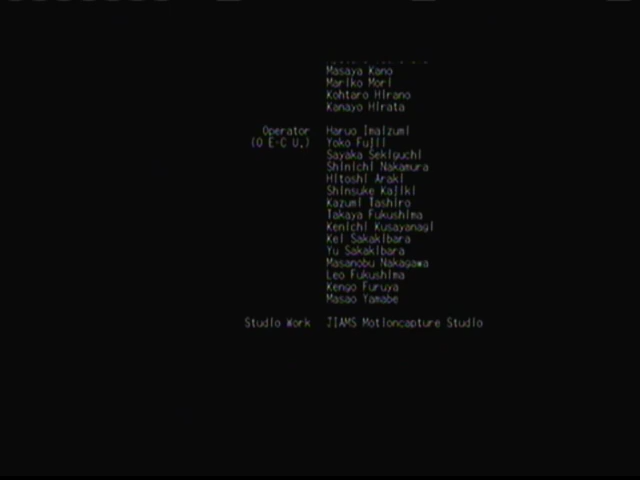 Masaya Kano
Mariko Mori
Kohtaro Hirano
Kanayo Hirata
Operator Haruo Imaizumi
(O E-C U.) Yoko Fujii
Sayaka Sekiguchi
Shinichi Nakamura
Hitoshi Araki
Shinsuke Kajiki
Kazumi Tashiro
Takaya Fukushima
Kenichi Kusayanagi
Kei Sakakibara
Yu Sakakibara
Masanobu Nakagawa
Leo Fukushima
Kengo Furuya
Masao Yamabe
Studio Work JIAMS Motioncapture Studio